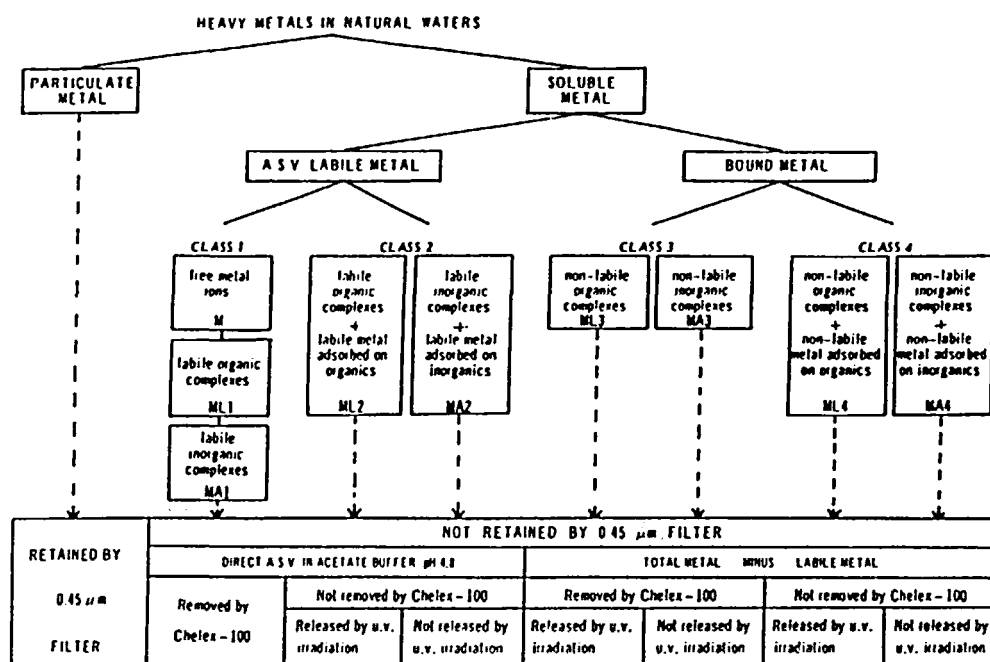 HEAVY METALS IN NATURAL WATERS
PARTICULATE
METAL
SOLUBLE
METAL
A S V LABILE METAL
BOUND METAL
CLASS 1
free metal
ions
M
labile organic
complexes
ML1
labile
inorganic
complexes
MA1
CLASS 2
labile
organic
complexes
+
labile metal
adsorbed on
organics
ML2
labile
inorganic
complexes
+
labile metal
adsorbed on
inorganics
MA2
CLASS 3
non-labile
organic
complexes
ML3
non-labile
inorganic
complexes
MA3
CLASS 4
non-labile
organic
complexes
+
non-labile
metal adsorbed
on organics
ML4
non-labile
inorganic
complexes
+
non-labile
metal adsorbed
on inorganics
MA4
RETAINED BY
0.45 µm
FILTER
NOT RETAINED BY 0.45 µm FILTER
DIRECT A S V IN ACETATE BUFFER pH 4.8
TOTAL METAL MINUS LABILE METAL
Removed by
Chelex-100
Not removed by Chelex-100
Removed by Chelex-100
Not removed by Chelex-100
Released by u.v.
irradiation
Not released by
u.v. irradiation
Released by u.v.
irradiation
Not released by
u.v. irradiation
Released by u.v.
irradiation
Not released by
u.v. irradiation